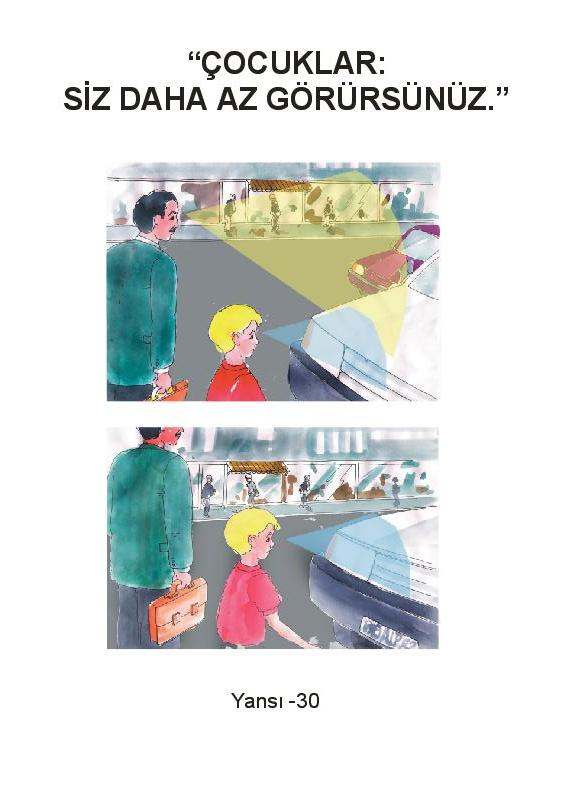 “ÇOCUKLAR:
SİZ DAHA AZ GÖRÜRSÜNÜZ.”
Yansı -30